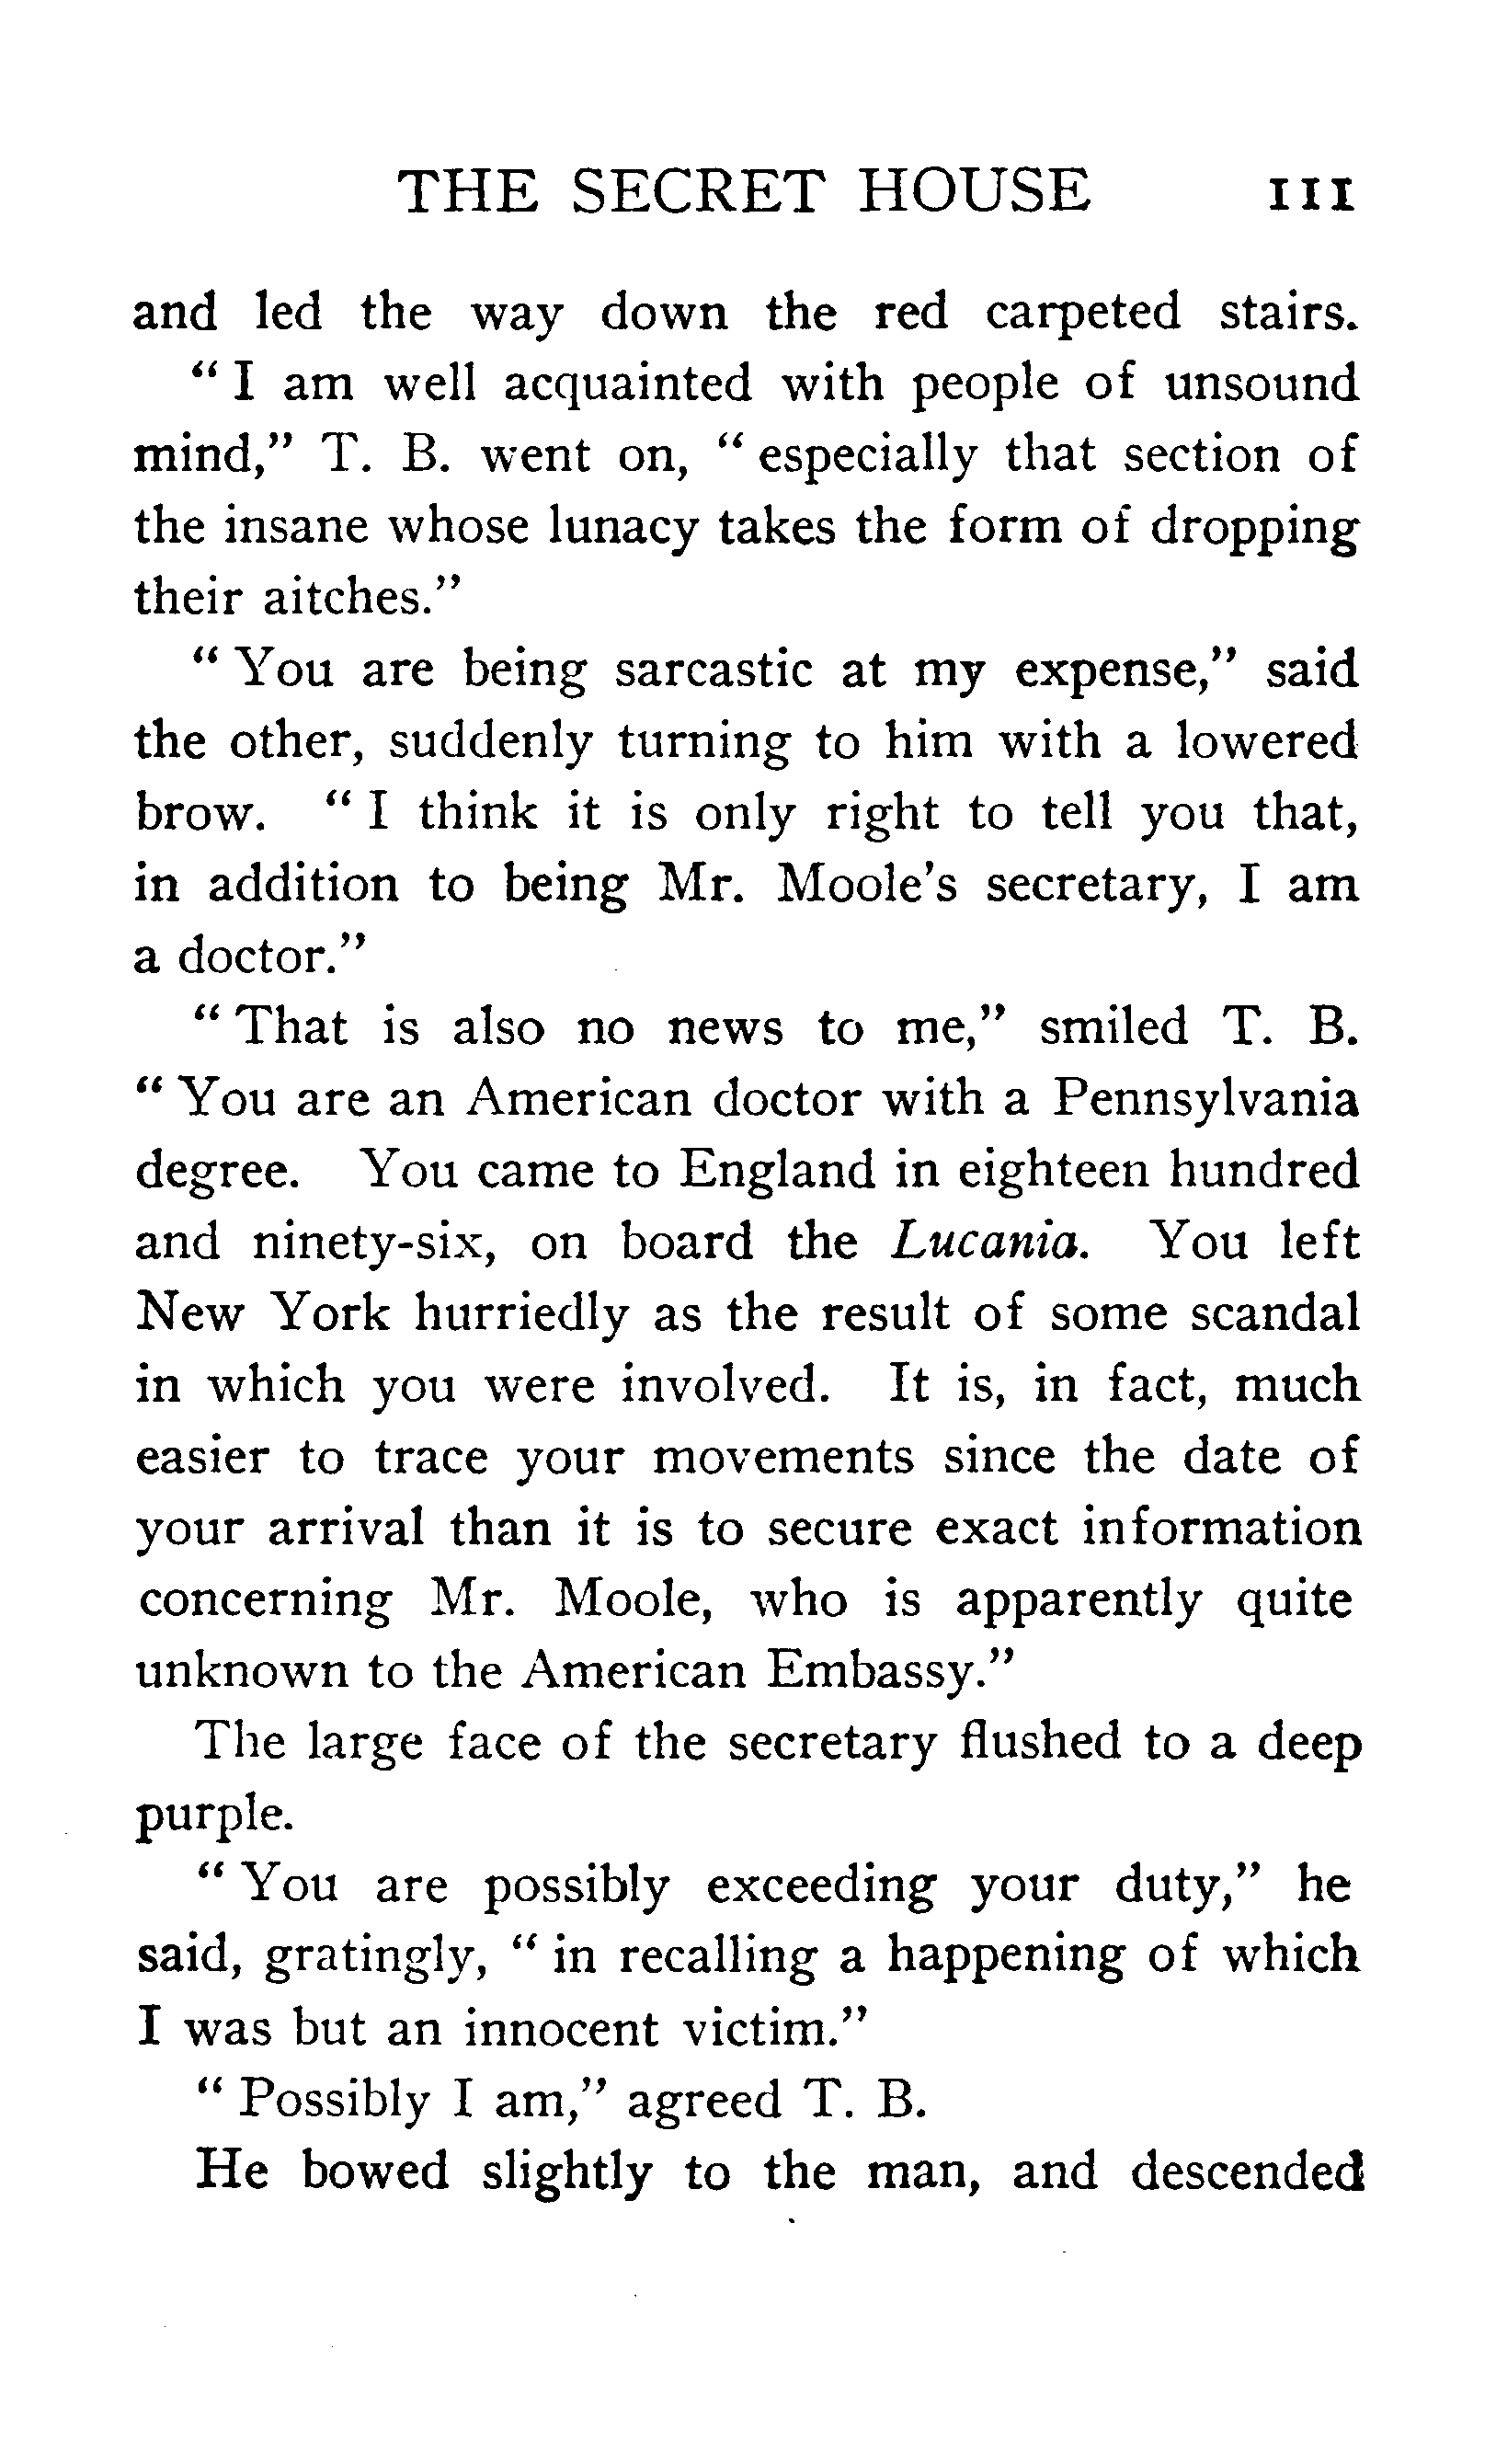 THE SECRET HOUSE 111
and led the way down the red carpeted stairs.
“ I am well acquainted with people of unsound
mind,” T. B. went on, “ especially that section of
the insane whose lunacy takes the form of dropping
their aitches.”
“ You are being sarcastic at my expense,” said
the other, suddenly turning to him with a lowered
brow. “ I think it is only right to tell you that,
in addition to being Mr. Moole’s secretary, I am
a doctor.”
“ That is also no news to me,” smiled T. B.
“ You are an American doctor with a Pennsylvania
degree. You came to England in eighteen hundred
and ninety-six, on board the Lucania. You left
New York hurriedly as the result of some scandal
in which you were involved. It is, in fact, much
easier to trace your movements since the date of
your arrival than it is to secure exact information
concerning Mr. Moole, who is apparently quite
unknown to the American Embassy.”
The large face of the secretary flushed to a deep
purple.
“ You are possibly exceeding your duty,” he
said, gratingly, “ in recalling a happening of which
I was but an innocent victim.”
“ Possibly I am,” agreed T. B.
He bowed slightly to the man, and descended